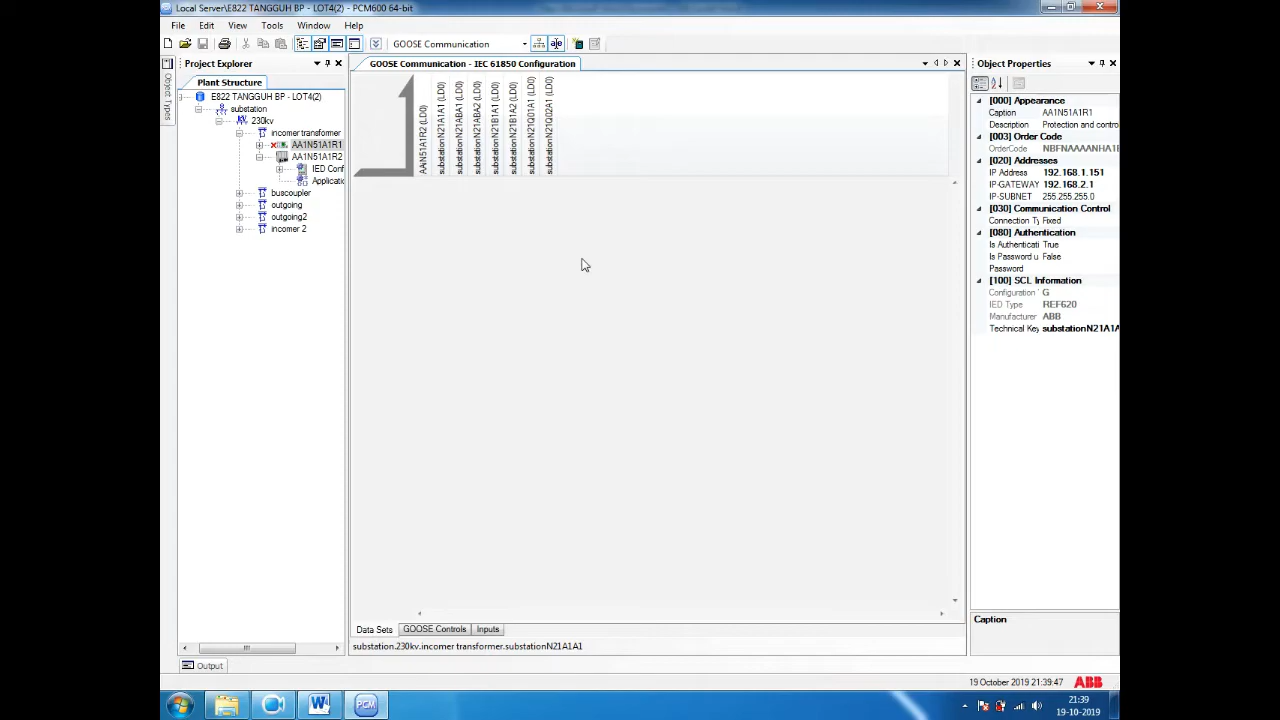 Local Server\E822 TANGGUH BP - LOT4(2) - PCM600 64-bit
File Edit View Tools Window Help
GOOSE Communication
Project Explorer
Plant Structure
Object Types
E822 TANGGUH BP - LOT4(2)
substation
230kv
incomer transformer
AA1N51A1R1
AA1N51A1R2
IED Conf
Applicatio
buscoupler
outgoing
outgoing2
incomer 2
GOOSE Communication - IEC 61850 Configuration
AA1N51A1R2 (LD0)
substationN21A1A1 (LD0)
substationN21ABA1 (LD0)
substationN21ABA2 (LD0)
substationN21B1A1 (LD0)
substationN21B1A2 (LD0)
substationN21Q01A1 (LD0)
substationN21Q02A1 (LD0)
Data Sets GOOSE Controls Inputs
substation.230kv.incomer transformer.substationN21A1A1
Object Properties
[000] Appearance
Caption AA1N51A1R1
Description Protection and contro
[003] Order Code
OrderCode NBFNAAAANHA1E
[020] Addresses
IP Address 192.168.1.151
IP-GATEWAY 192.168.2.1
IP-SUBNET 255.255.255.0
[030] Communication Control
Connection Ty Fixed
[080] Authentication
Is Authenticati True
Is Password u False
Password
[100] SCL Information
Configuration G
IED Type REF620
Manufacturer ABB
Technical Key substationN21A1A
Caption
Output
19 October 2019 21:39:47 ABB
PCM
21:39
19-10-2019